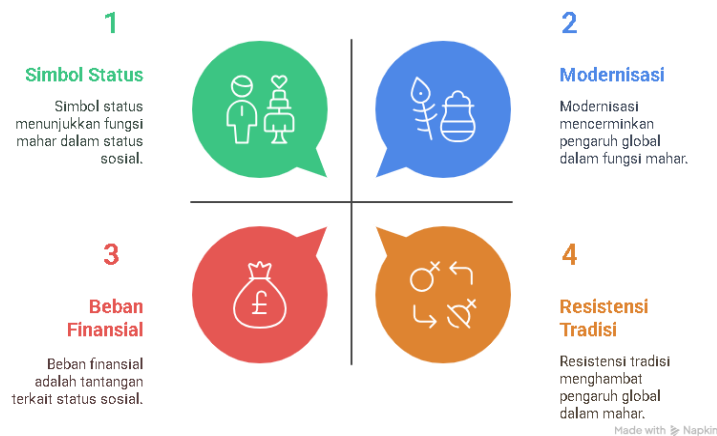 1
Simbol Status
Simbol status
menunjukkan fungsi
mahar dalam status
sosial.
2
Modernisasi
Modernisasi
mencerminkan
pengaruh global
dalam fungsi mahar.
3
Beban
Finansial
Beban finansial
adalah tantangan
terkait status sosial.
£
4
Resistensi
Tradisi
Resistensi tradisi
menghambat
pengaruh global
dalam mahar.
Made with Napkin